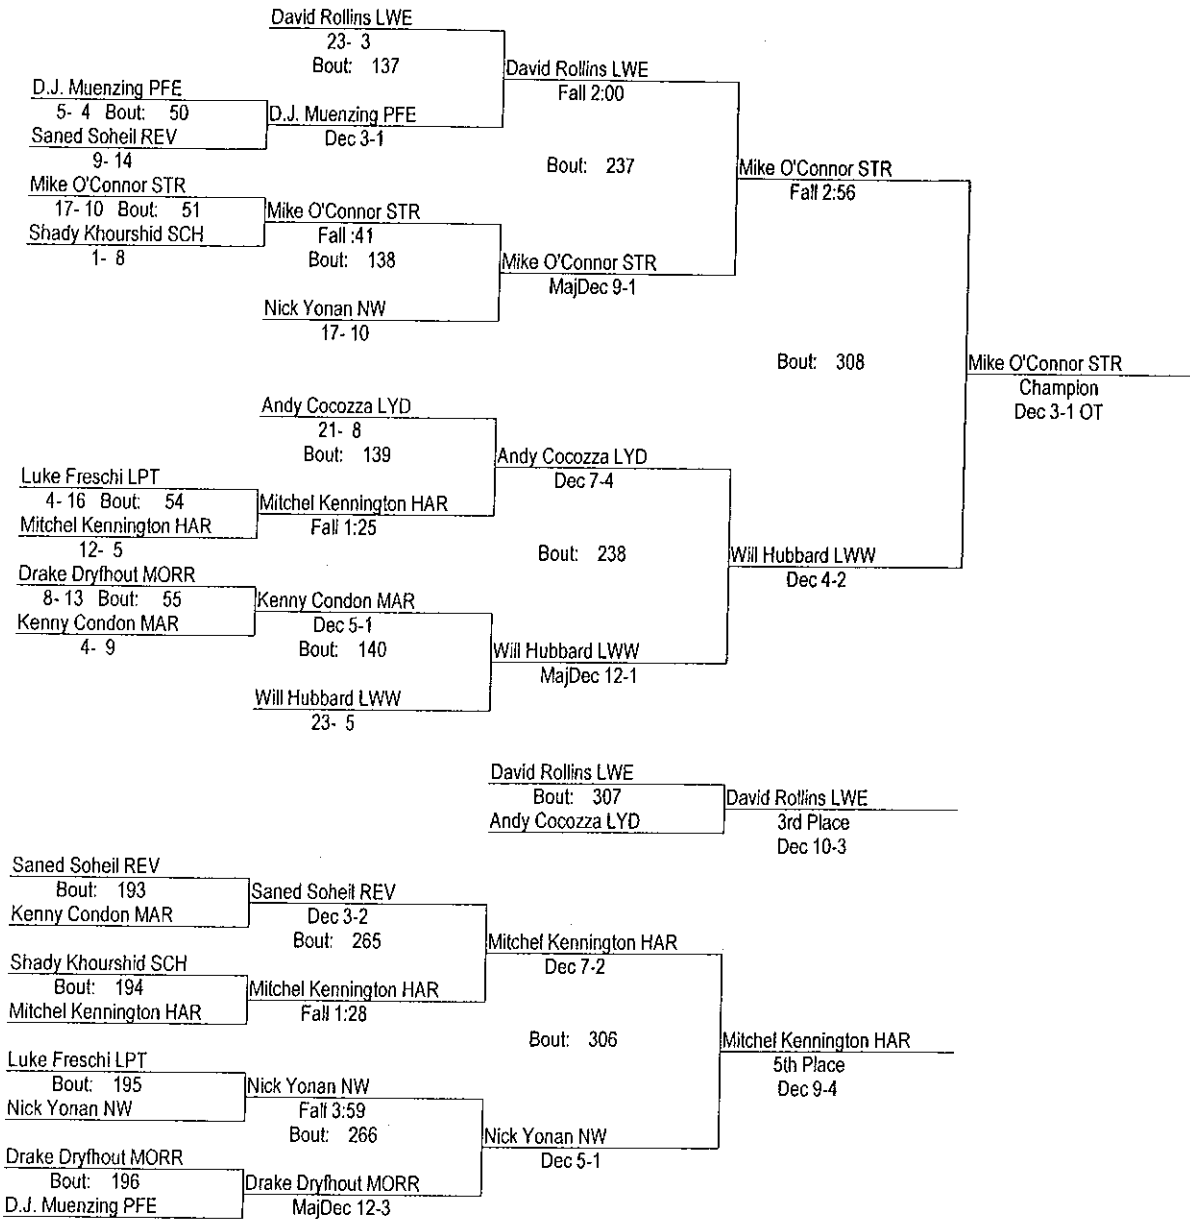 David Rollins LWE
23- 3
Bout: 137
David Rollins LWE
Fall 2:00
D.J. Muenzing PFE
5- 4 Bout: 50
D.J. Muenzing PFE
Dec 3-1
Saned Soheil REV
9- 14
Bout: 237
Mike O'Connor STR
Fall 2:56
Mike O'Connor STR
17- 10 Bout: 51
Mike O'Connor STR
Fall :41
Shady Khourshid SCH
1- 8
Bout: 138
Mike O'Connor STR
MajDec 9-1
Nick Yonan NW
17- 10
Bout: 308
Mike O'Connor STR
Champion
Dec 3-1 OT
Andy Cocozza LYD
21- 8
Bout: 139
Andy Cocozza LYD
Dec 7-4
Luke Freschi LPT
4- 16 Bout: 54
Mitchel Kennington HAR
Fall 1:25
Mitchel Kennington HAR
12- 5
Bout: 238
Will Hubbard LWW
Dec 4-2
Drake Dryfhout MORR
8- 13 Bout: 55
Kenny Condon MAR
Dec 5-1
Kenny Condon MAR
4- 9
Bout: 140
Will Hubbard LWW
MajDec 12-1
Will Hubbard LWW
23- 5
David Rollins LWE
Bout: 307
David Rollins LWE
Andy Cocozza LYD
3rd Place
Dec 10-3
Saned Soheil REV
Bout: 193
Saned Soheil REV
Kenny Condon MAR
Dec 3-2
Bout: 265
Mitchel Kennington HAR
Dec 7-2
Shady Khourshid SCH
Bout: 194
Mitchel Kennington HAR
Mitchel Kennington HAR
Fall 1:28
Bout: 306
Mitchel Kennington HAR
5th Place
Dec 9-4
Luke Freschi LPT
Bout: 195
Nick Yonan NW
Nick Yonan NW
Fall 3:59
Bout: 266
Nick Yonan NW
Dec 5-1
Drake Dryfhout MORR
Bout: 196
Drake Dryfhout MORR
D.J. Muenzing PFE
MajDec 12-3